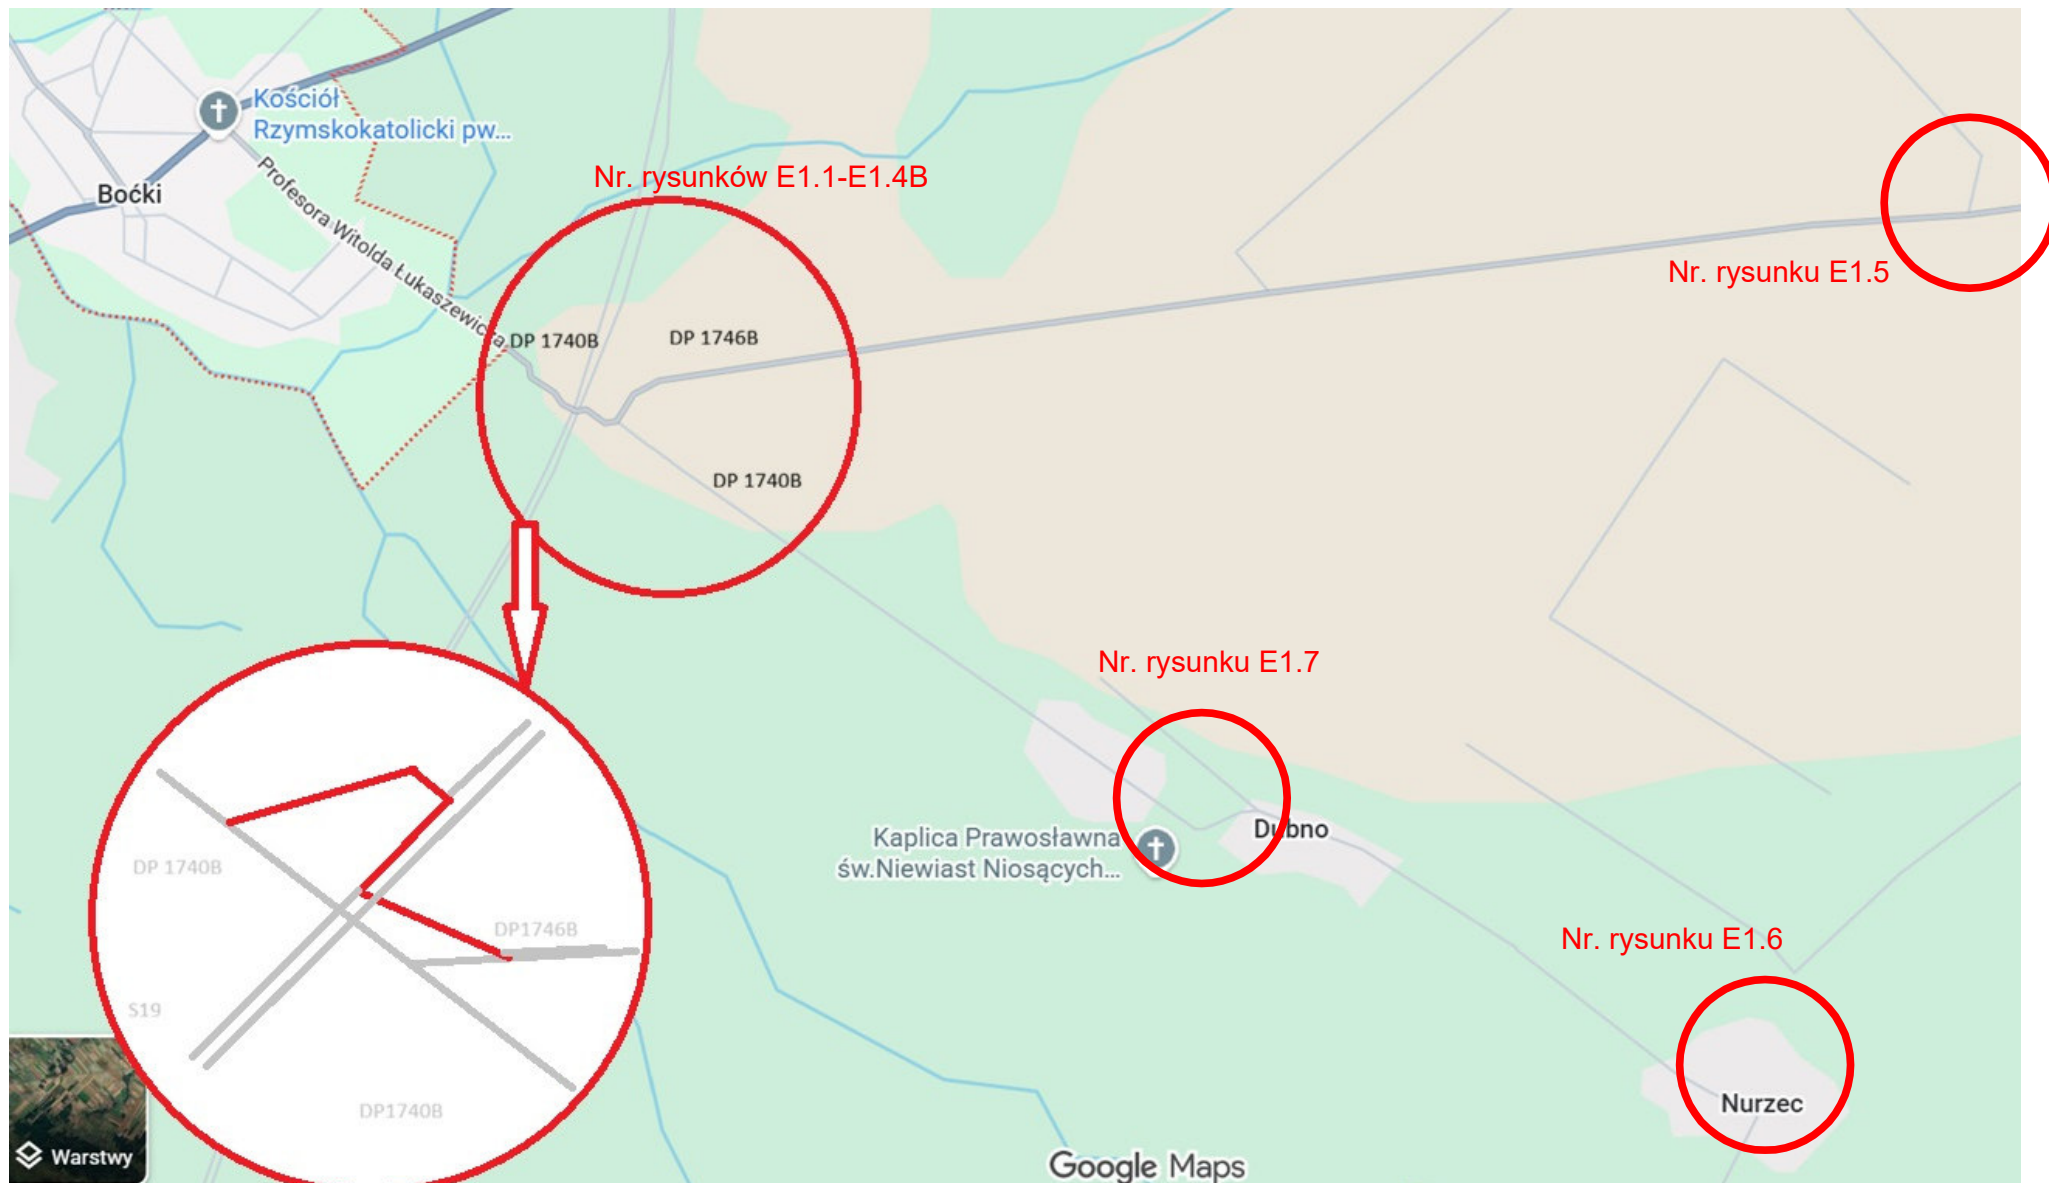 Kościół
Rzymskokatolicki pw...
Boćki
Profesora Witolda Łukaszewicza
Nr. rysunków E1.1-E1.4B
DP 1740B
DP 1746B
DP 1740B
Nr. rysunku E1.5
Nr. rysunku E1.7
Kaplica Prawosławna
św.Niewiast Niosących...
Dubno
Nr. rysunku E1.6
Nurzec
DP 1740B
DP1746B
S19
DP1740B
Warstwy
Google Maps